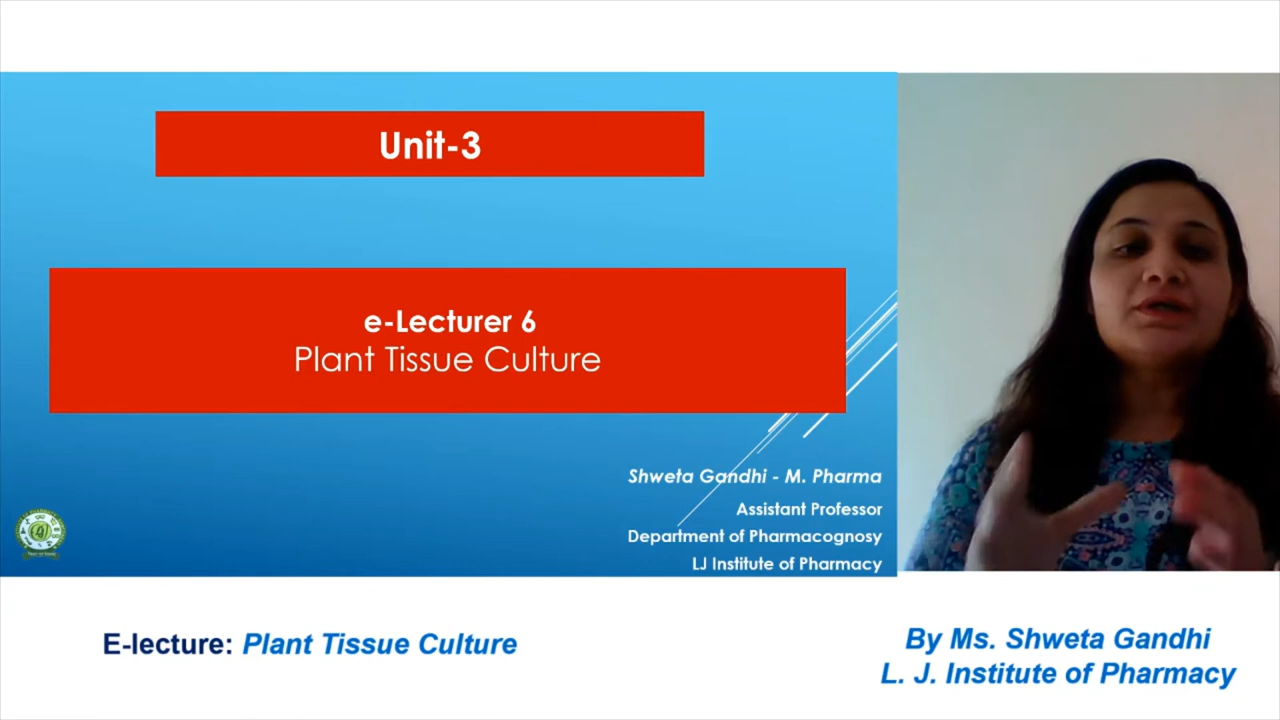 Unit-3
e-Lecturer 6
Plant Tissue Culture
Shweta Gandhi - M. Pharma
Assistant Professor
Department of Pharmacognosy
LJ Institute of Pharmacy
E-lecture: Plant Tissue Culture
By Ms. Shweta Gandhi
L. J. Institute of Pharmacy